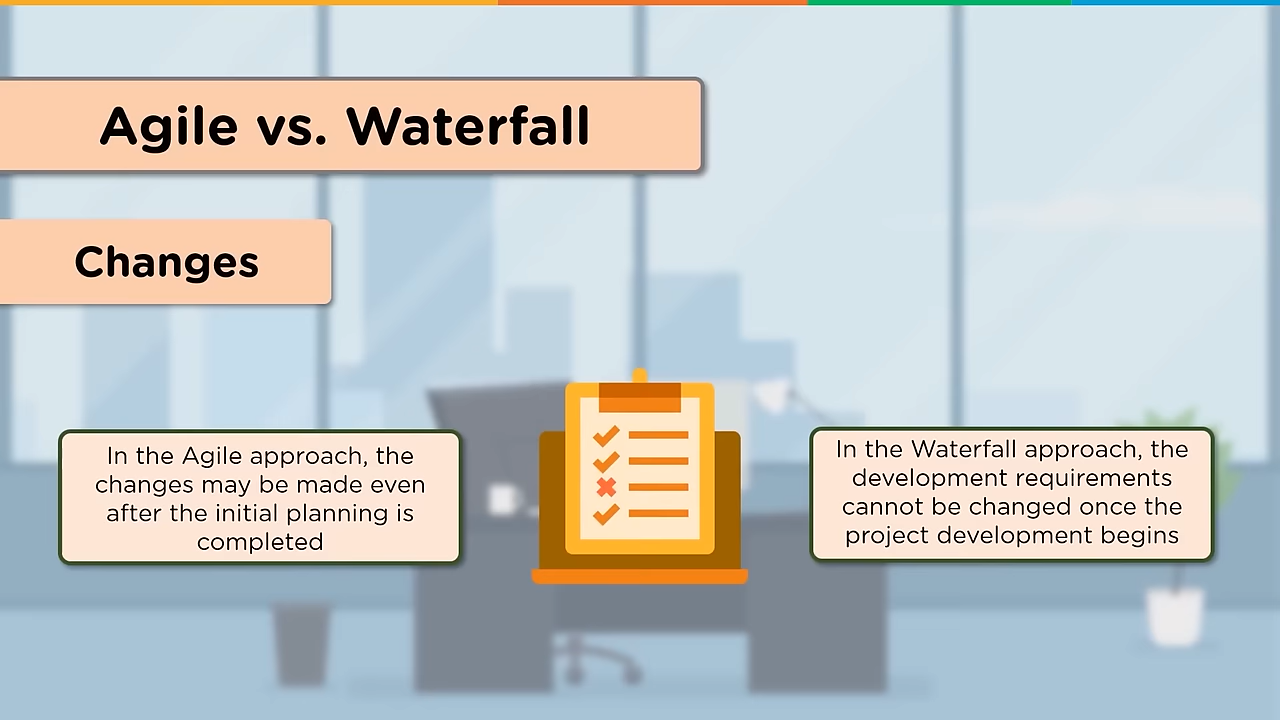 Agile vs. Waterfall
Changes
In the Agile approach, the
changes may be made even
after the initial planning is
completed
In the Waterfall approach, the
development requirements
cannot be changed once the
project development begins